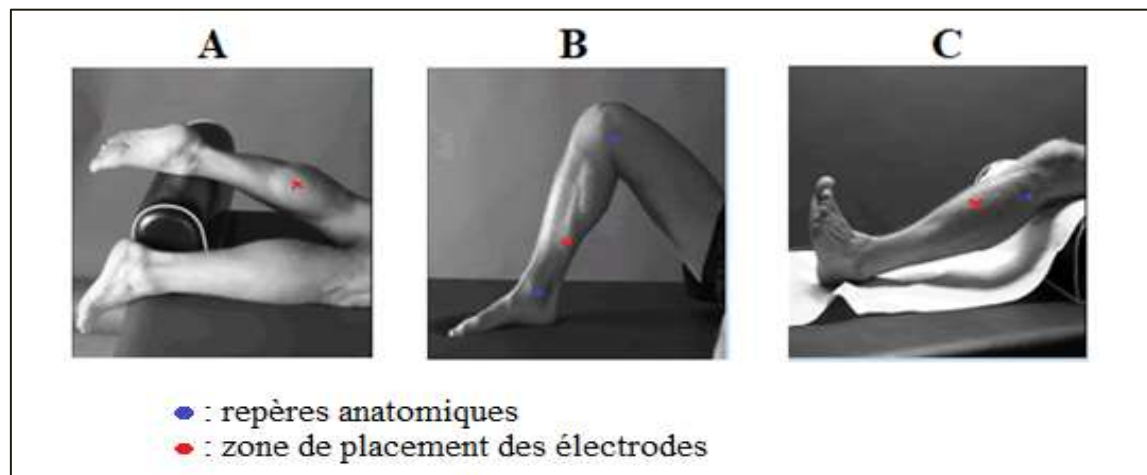 A B C
: repères anatomiques
: zone de placement des électrodes